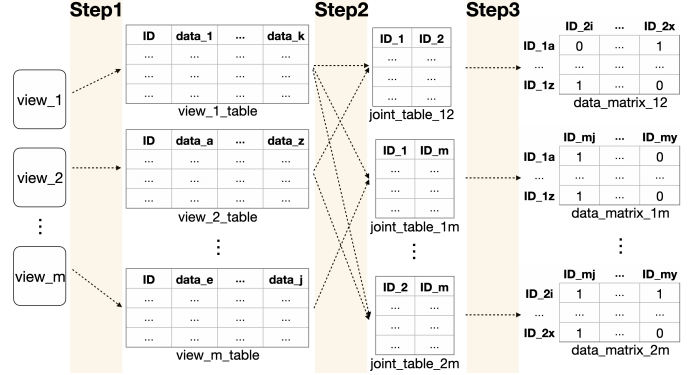 Step1
Step2
Step3
view_1
view_2
⋮
view_m
ID data_1 ... data_k
... ... ... ...
... ... ... ...
... ... ... ...
view_1_table
ID data_a ... data_z
... ... ... ...
... ... ... ...
... ... ... ...
view_2_table
⋮
ID data_e ... data_j
... ... ... ...
... ... ... ...
... ... ... ...
view_m_table
ID_1 ID_2
... ...
... ...
... ...
joint_table_12
ID_1 ID_m
... ...
... ...
... ...
joint_table_1m
⋮
ID_2 ID_m
... ...
... ...
... ...
joint_table_2m
ID_2i ... ID_2x
ID_1a 0 ... 1
... ... ... ...
ID_1z 1 ... 0
data_matrix_12
ID_mj ... ID_my
ID_1a 1 ... 0
... ... ... ...
ID_1z 1 ... 0
data_matrix_1m
⋮
ID_mj ... ID_my
ID_2i 1 ... 1
... ... ... ...
ID_2x 1 ... 0
data_matrix_2m